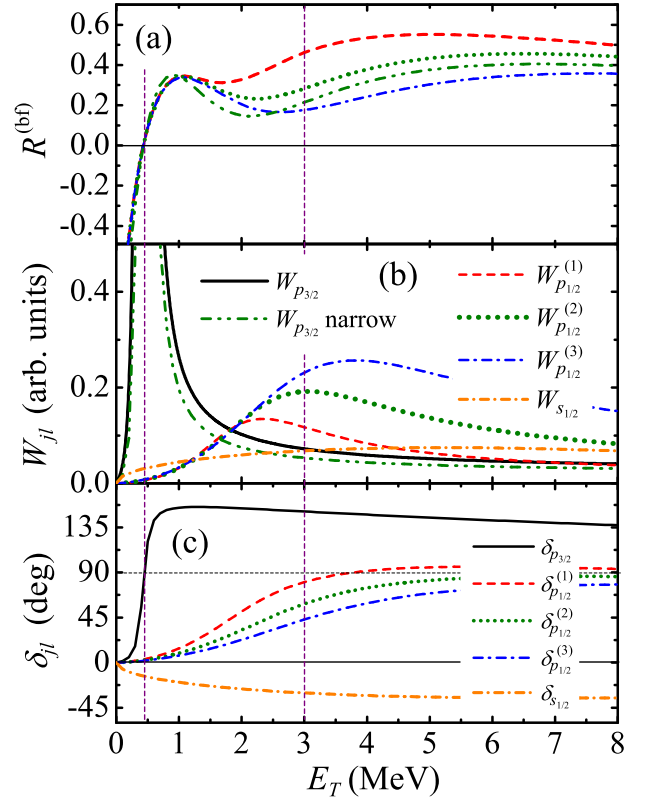 (a)
R^(bf)
0.6
0.4
0.2
0.0
-0.2
-0.4
(b)
W_jl (arb. units)
0.4
0.2
0.0
W_p3/2
W_p3/2 narrow
W_p1/2^(1)
W_p1/2^(2)
W_p1/2^(3)
W_s1/2
(c)
δ_jl (deg)
135
90
45
0
-45
δ_p3/2
δ_p1/2^(1)
δ_p1/2^(2)
δ_p1/2^(3)
δ_s1/2
0 1 2 3 4 5 6 7 8
E_T (MeV)